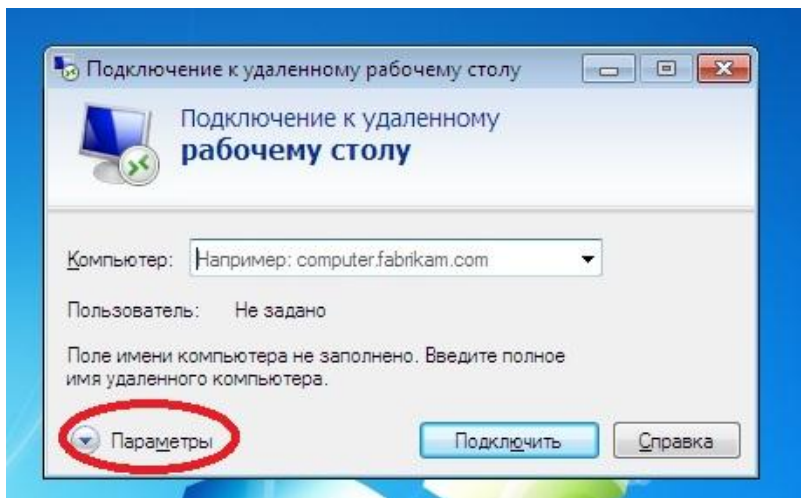 Подключение к удаленному рабочему столу
Подключение к удаленному
рабочему столу
Компьютер: Например: computer.fabrikam.com
Пользователь: Не задано
Поле имени компьютера не заполнено. Введите полное
имя удаленного компьютера.
Параметры Подключить Справка